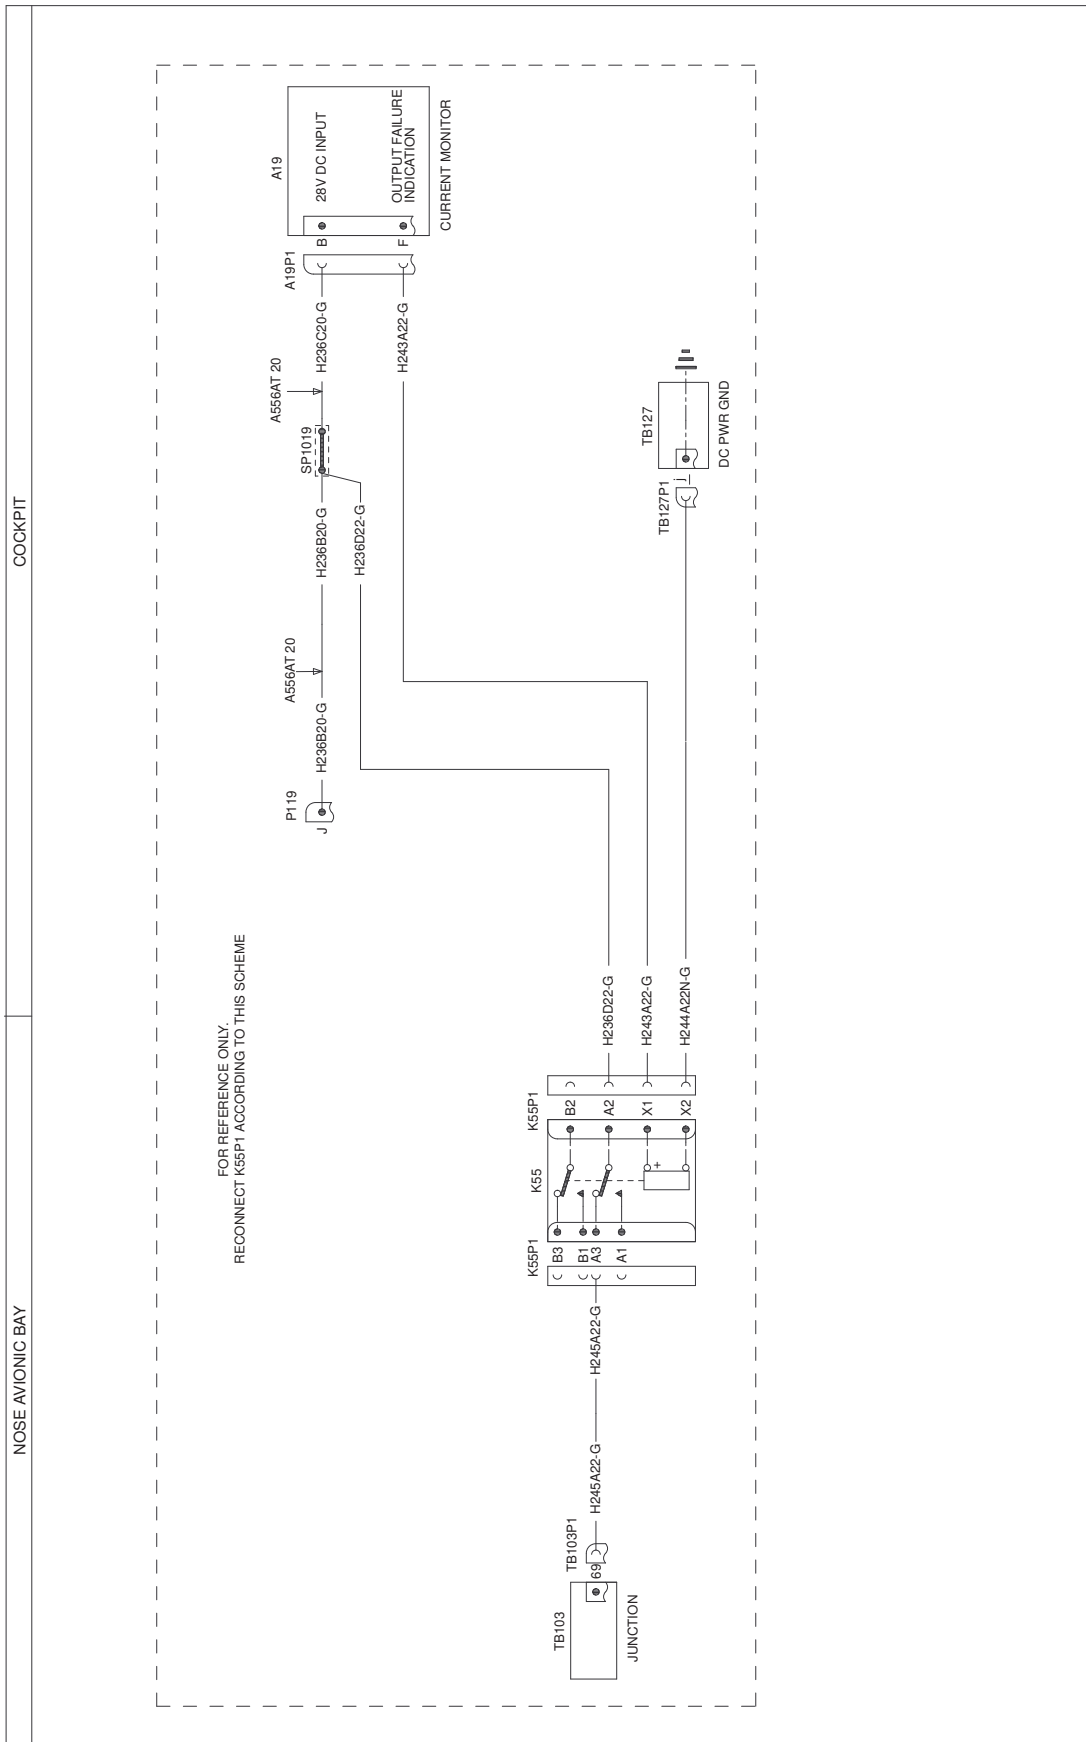 NOSE AVIONIC BAY
COCKPIT
FOR REFERENCE ONLY.
RECONNECT K55P1 ACCORDING TO THIS SCHEME
P119
J
H236B20-G
A556AT 20
H236B20-G
SP1019
A556AT 20
H236C20-G
A19P1
B
A19
28V DC INPUT
H236D22-G
H243A22-G
F
OUTPUT FAILURE
INDICATION
CURRENT MONITOR
TB103
JUNCTION
69
TB103P1
H245A22-G
H245A22-G
K55P1
B3
B1
A3
A1
K55
+
K55P1
B2
A2
X1
X2
H236D22-G
H243A22-G
H244A22N-G
TB127P1
j
TB127
DC PWR GND